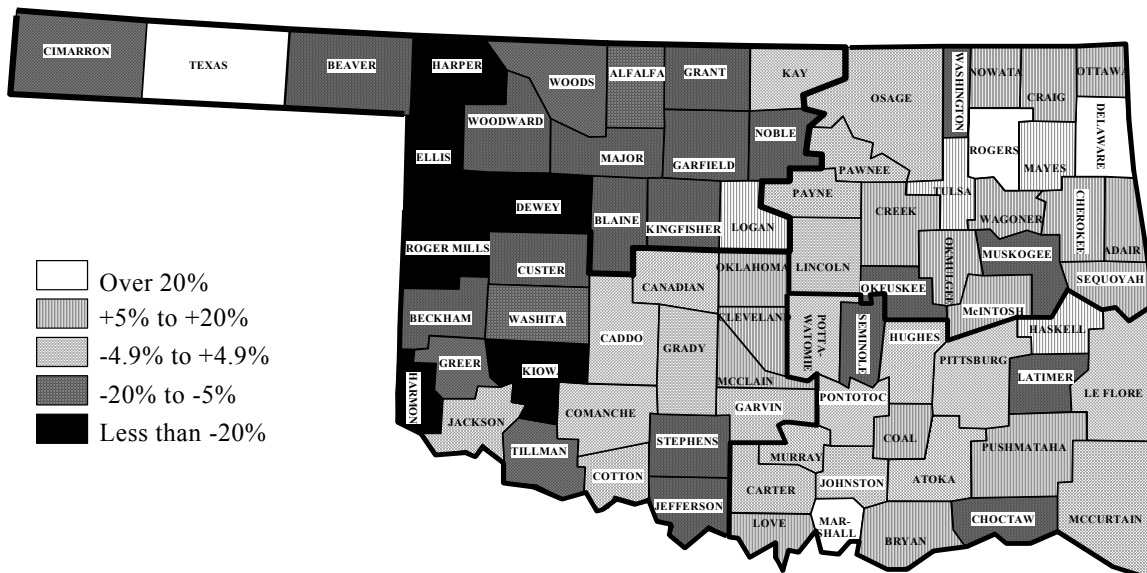 CIMARRON
TEXAS
BEAVER
HARPER
WOODS
ALFALFA
GRANT
KAY
OSAGE
WASHINGTON
NOWATA
CRAIG
OTTAWA
WOODWARD
NOBLE
ROGERS
DELAWARE
ELLIS
MAJOR
GARFIELD
PAWNEE
MAYES
PAYNE
TULSA
DEWEY
BLAINE
KINGFISHER
LOGAN
CREEK
WAGONER
CHEROKEE
ADAIR
ROGER MILLS
CUSTER
CANADIAN
OKLAHOMA
LINCOLN
OKMULGEE
MUSKOGEE
SEQUOYAH
OKFUSKEE
McINTOSH
Over 20%
+5% to +20%
-4.9% to +4.9%
-20% to -5%
Less than -20%
BECKHAM
WASHITA
CADDO
GRADY
CLEVELAND
POTTA-
WATOMIE
SEMINOLE
HUGHES
PITTSBURG
HASKELL
GREER
KIOWA
MCCLAIN
LATIMER
LE FLORE
HARMON
JACKSON
COMANCHE
GARVIN
PONTOTOC
TILLMAN
STEPHENS
COAL
PUSHMATAHA
MURRAY
COTTON
CARTER
JOHNSTON
ATOKA
JEFFERSON
LOVE
MAR-
SHALL
BRYAN
CHOCTAW
MCCURTAIN